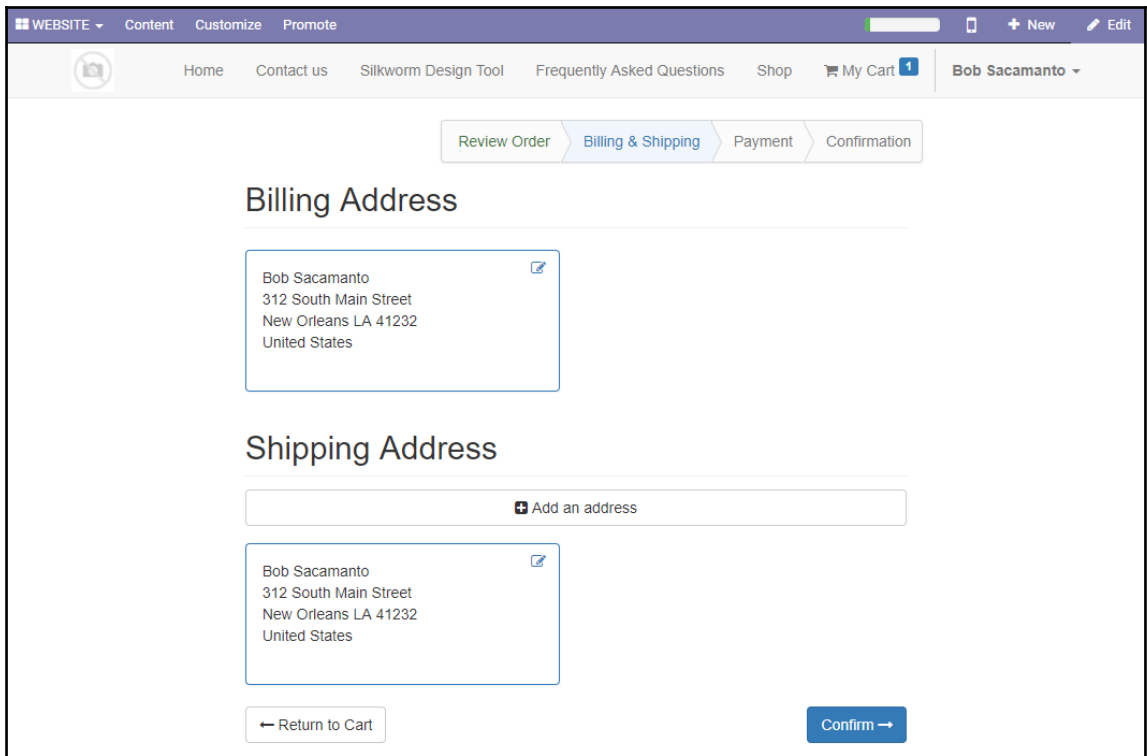 WEBSITE Content Customize Promote New Edit
Home Contact us Silkworm Design Tool Frequently Asked Questions Shop My Cart 1 Bob Sacamanto
Review Order Billing & Shipping Payment Confirmation
Billing Address
Bob Sacamanto
312 South Main Street
New Orleans LA 41232
United States
Shipping Address
Add an address
Bob Sacamanto
312 South Main Street
New Orleans LA 41232
United States
Return to Cart Confirm